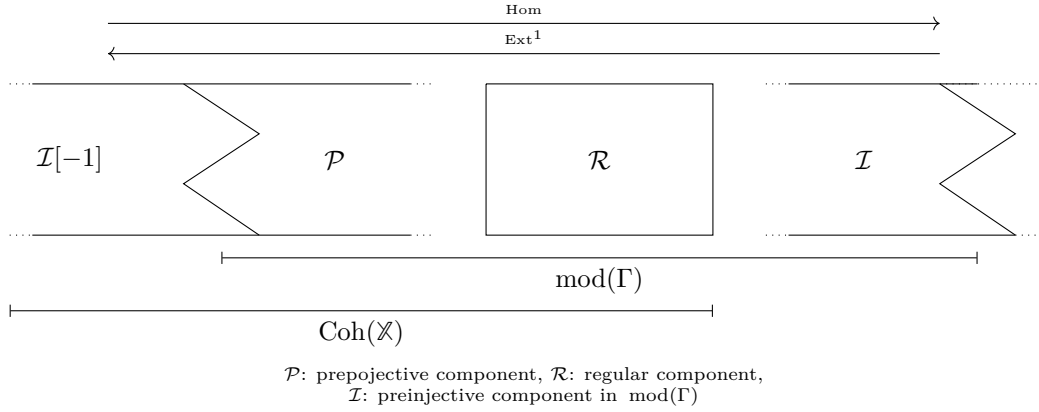 Hom
Ext¹
ℐ[−1]
𝒫
ℛ
ℐ
mod(Γ)
Coh(𝕏)
𝒫: prepojective component, ℛ: regular component,
ℐ: preinjective component in mod(Γ)